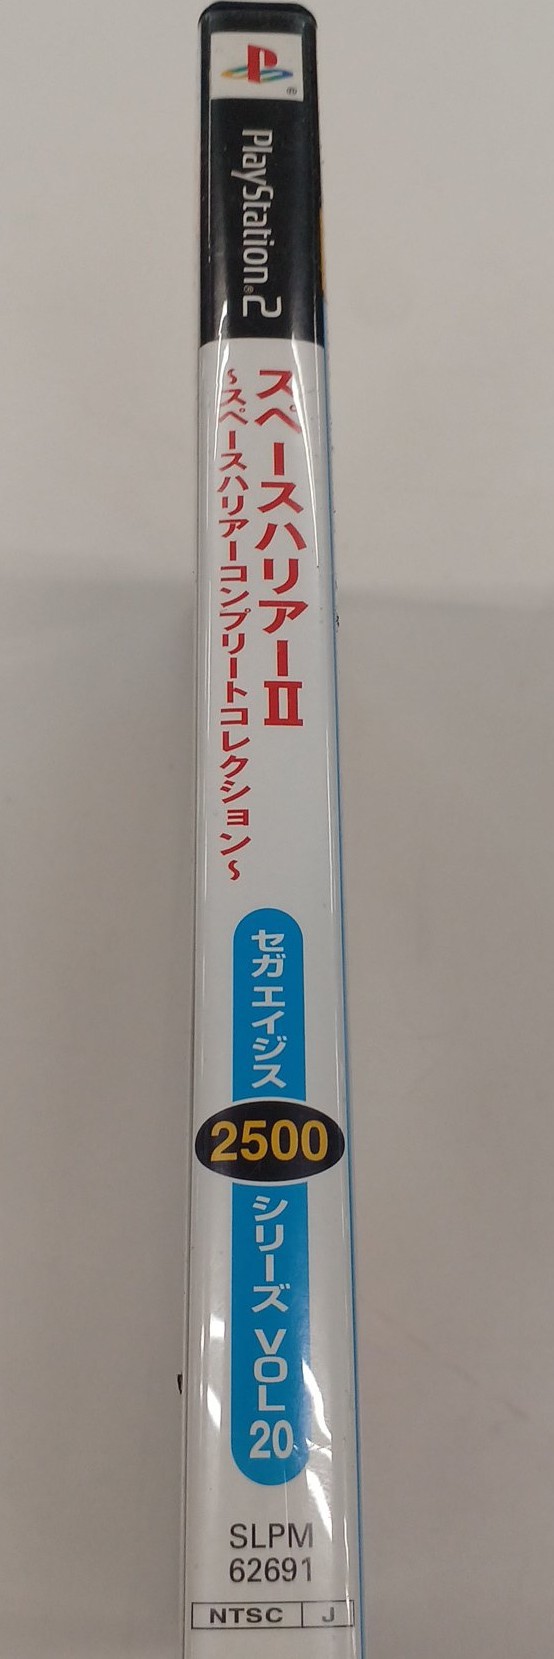 PlayStation®2
スペースハリアーII
~スペースハリアーコンプリートコレクション~
セガエイジス
2500
シリーズ VOL 20
SLPM
62691
NTSC J